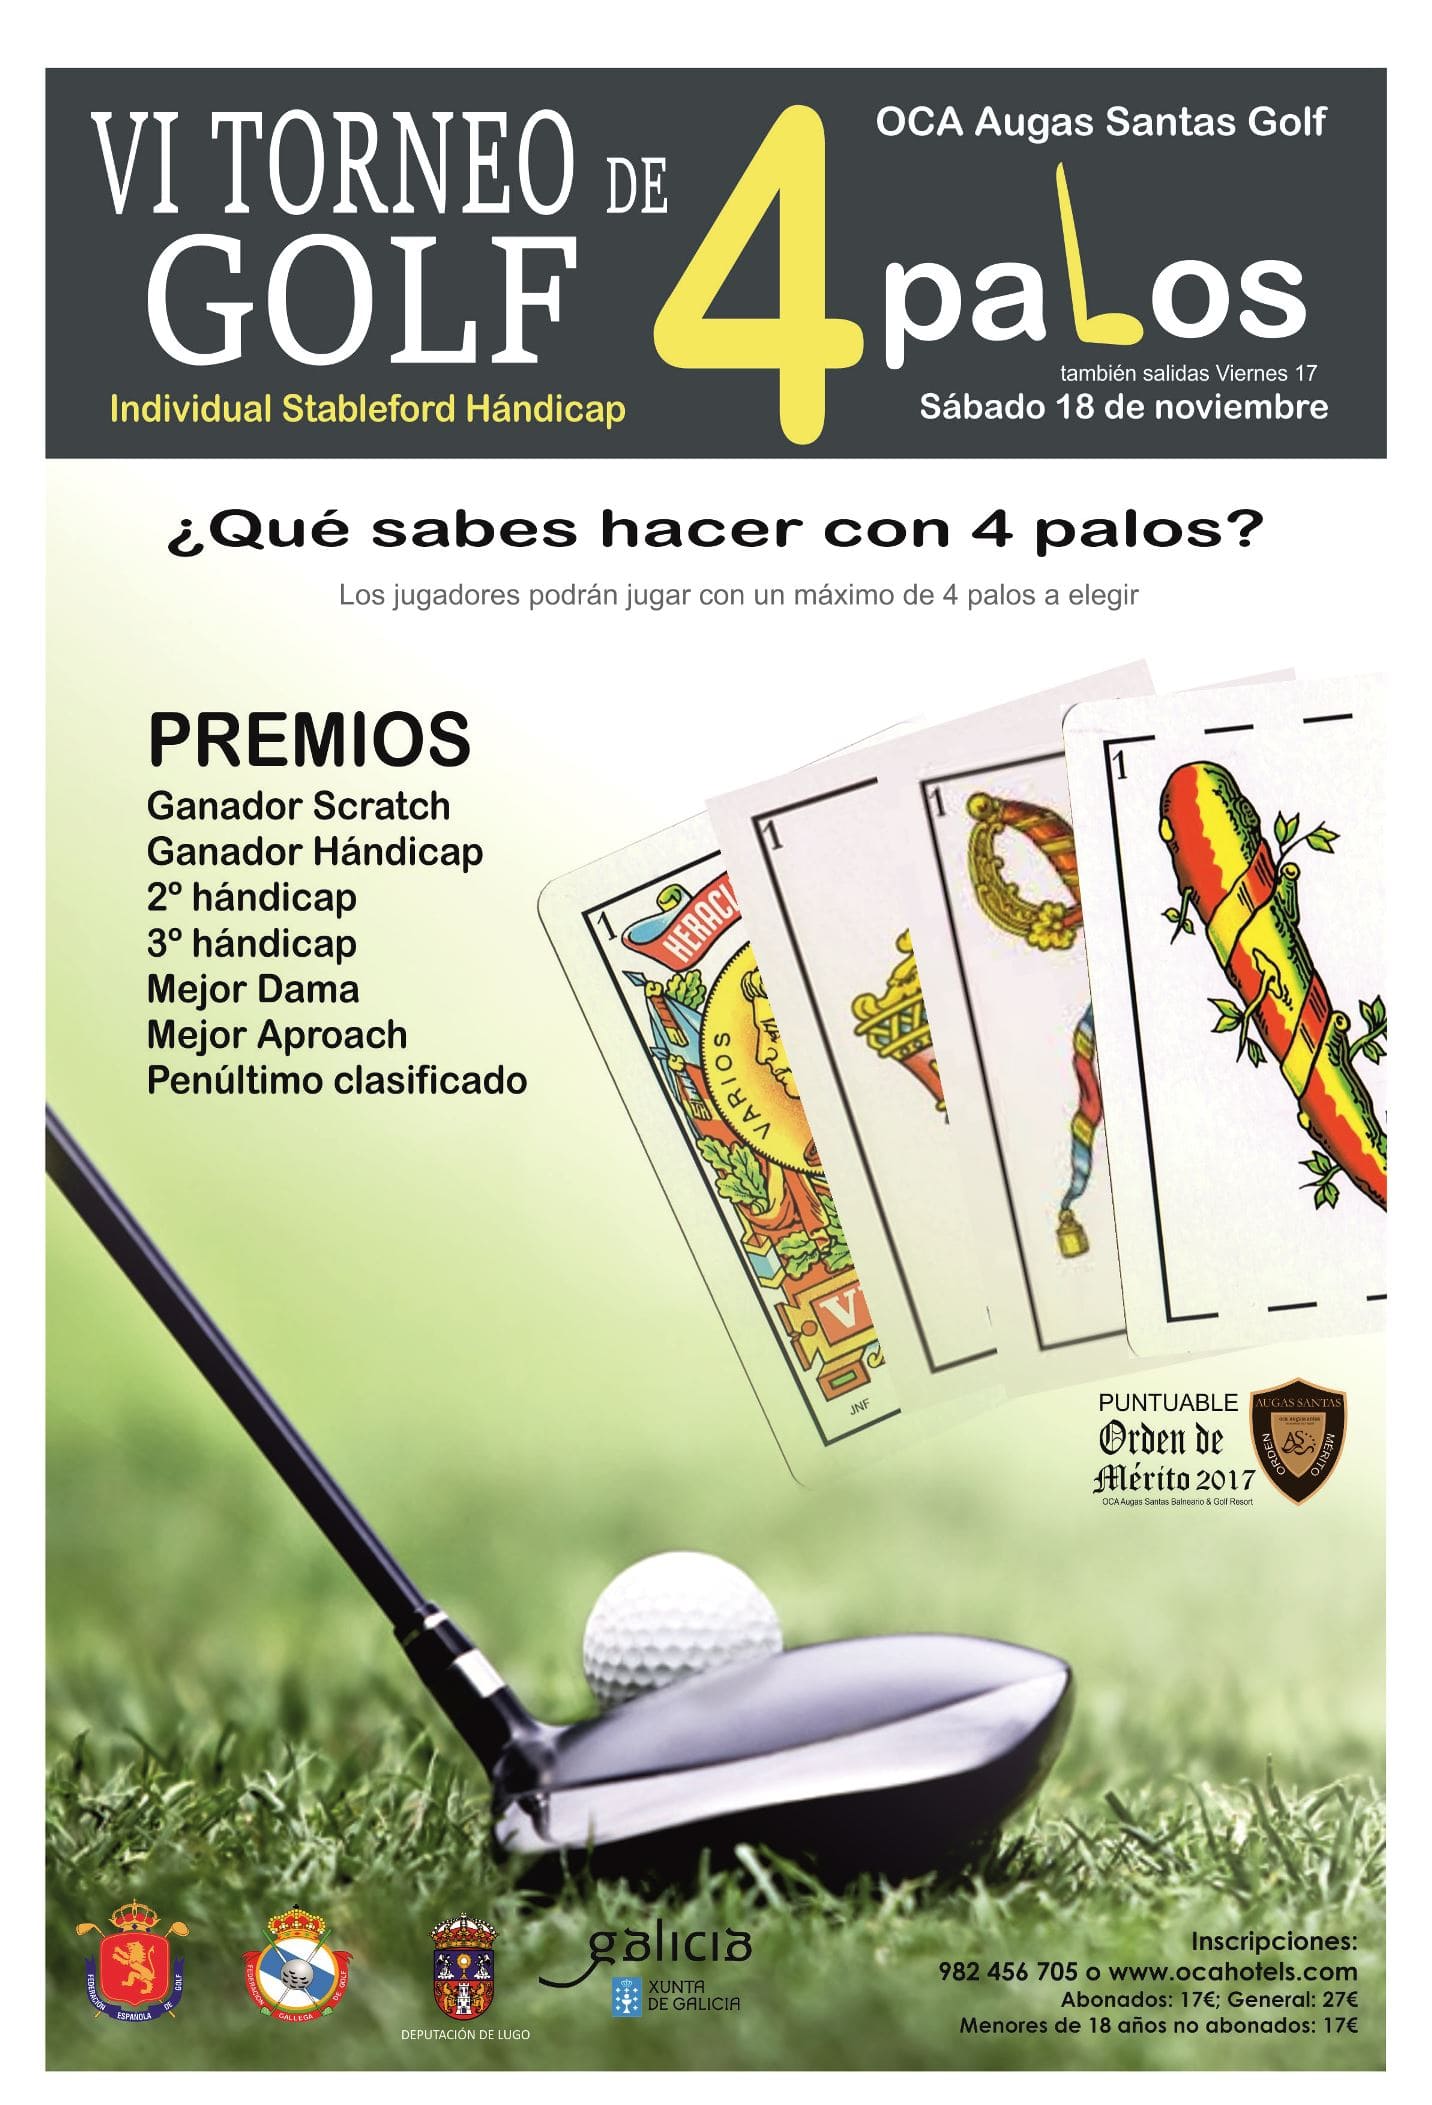 VI TORNEO DE
GOLF
4
palos
OCA Augas Santas Golf
Individual Stableford Hándicap
también salidas Viernes 17
Sábado 18 de noviembre
¿Qué sabes hacer con 4 palos?
Los jugadores podrán jugar con un máximo de 4 palos a elegir
PREMIOS
Ganador Scratch
Ganador Hándicap
2º hándicap
3º hándicap
Mejor Dama
Mejor Aproach
Penúltimo clasificado
1
1
1
1
VARIOS
JNF
PUNTUABLE
Orden de
Mérito 2017
OCA Augas Santas Balneario & Golf Resort
AUGAS SANTAS
AS
ORDEN
MÉRITO
FEDERACIÓN ESPAÑOLA DE GOLF
FEDERACIÓN GALLEGA DE GOLF
DEPUTACIÓN DE LUGO
galicia
XUNTA
DE GALICIA
Inscripciones:
982 456 705 o www.ocahotels.com
Abonados: 17€; General: 27€
Menores de 18 años no abonados: 17€